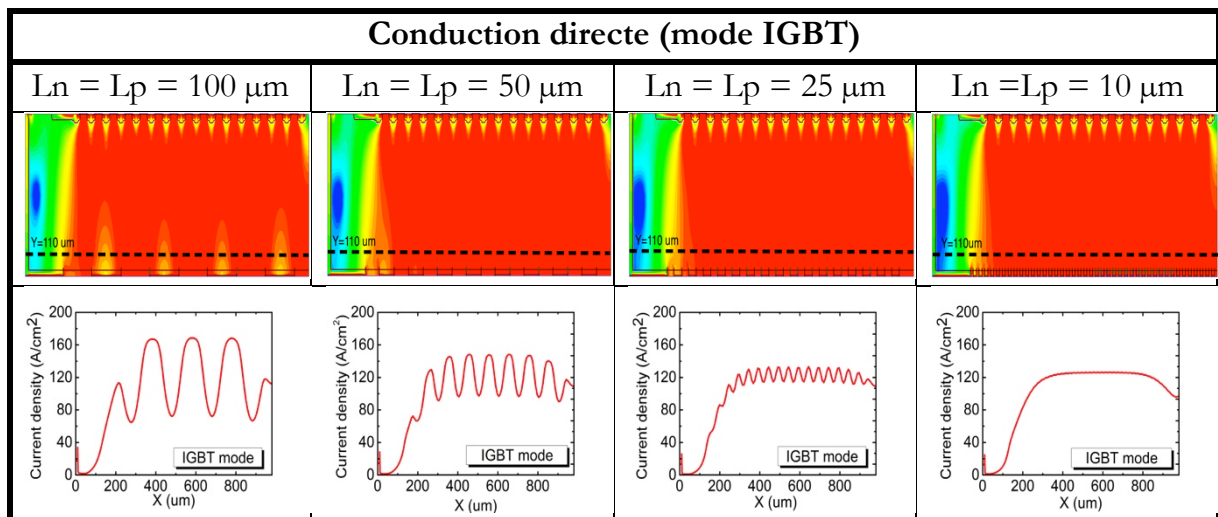 Conduction directe (mode IGBT)
Ln = Lp = 100 μm
Ln = Lp = 50 μm
Ln = Lp = 25 μm
Ln =Lp = 10 μm
Y=110 um
Y=110 um
Y=110 um
Y=110um
Current density (A/cm²)
200
160
120
80
40
0
0 200 400 600 800
X (um)
IGBT mode
Current density (A/cm²)
200
160
120
80
40
0
0 200 400 600 800
X (um)
IGBT mode
Current density (A/cm²)
200
160
120
80
40
0
0 200 400 600 800
X (um)
IGBT mode
Current density (A/cm²)
200
160
120
80
40
0
0 200 400 600 800
X (um)
IGBT mode